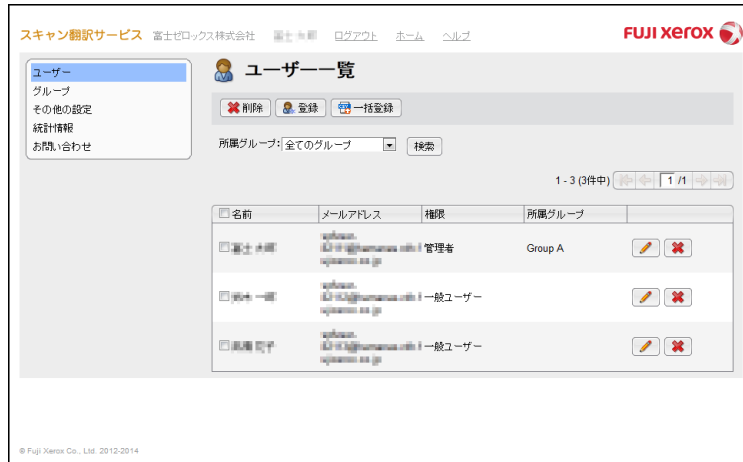 スキャン翻訳サービス 富士ゼロックス株式会社 ログアウト ホーム ヘルプ
FUJI XEROX
ユーザー
グループ
その他の設定
統計情報
お問い合わせ
ユーザー一覧
削除 登録 一括登録
所属グループ: 全てのグループ 検索
1 - 3 (3件中) 1 /1
名前 メールアドレス 権限 所属グループ
管理者 Group A
一般ユーザー
一般ユーザー
© Fuji Xerox Co., Ltd. 2012-2014